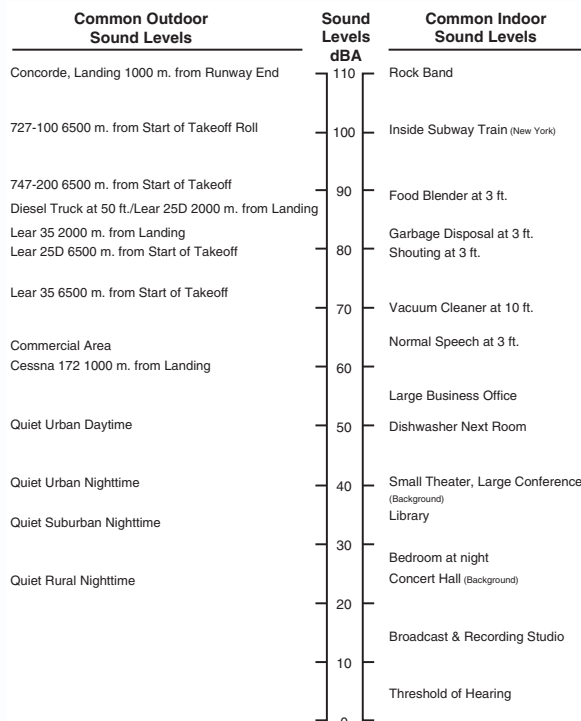 Common Outdoor
Sound Levels
Sound
Levels
dBA
Common Indoor
Sound Levels
Concorde, Landing 1000 m. from Runway End
110
Rock Band
727-100 6500 m. from Start of Takeoff Roll
100
Inside Subway Train (New York)
747-200 6500 m. from Start of Takeoff
90
Food Blender at 3 ft.
Diesel Truck at 50 ft./Lear 25D 2000 m. from Landing
Lear 35 2000 m. from Landing
Garbage Disposal at 3 ft.
Lear 25D 6500 m. from Start of Takeoff
80
Shouting at 3 ft.
Lear 35 6500 m. from Start of Takeoff
70
Vacuum Cleaner at 10 ft.
Commercial Area
Normal Speech at 3 ft.
Cessna 172 1000 m. from Landing
60
Large Business Office
Quiet Urban Daytime
50
Dishwasher Next Room
Quiet Urban Nighttime
40
Small Theater, Large Conference
(Background)
Library
Quiet Suburban Nighttime
30
Bedroom at night
Quiet Rural Nighttime
Concert Hall (Background)
20
Broadcast & Recording Studio
10
Threshold of Hearing
0